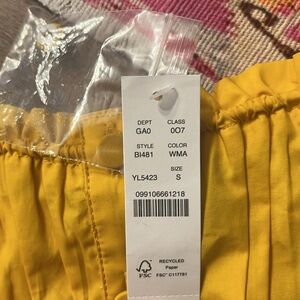 DEPT CLASS
GA0 007
STYLE COLOR
BI481 WMA
SIZE
YL5423 S
099106661218
RECYCLED
Paper
FSC FSC® C117781